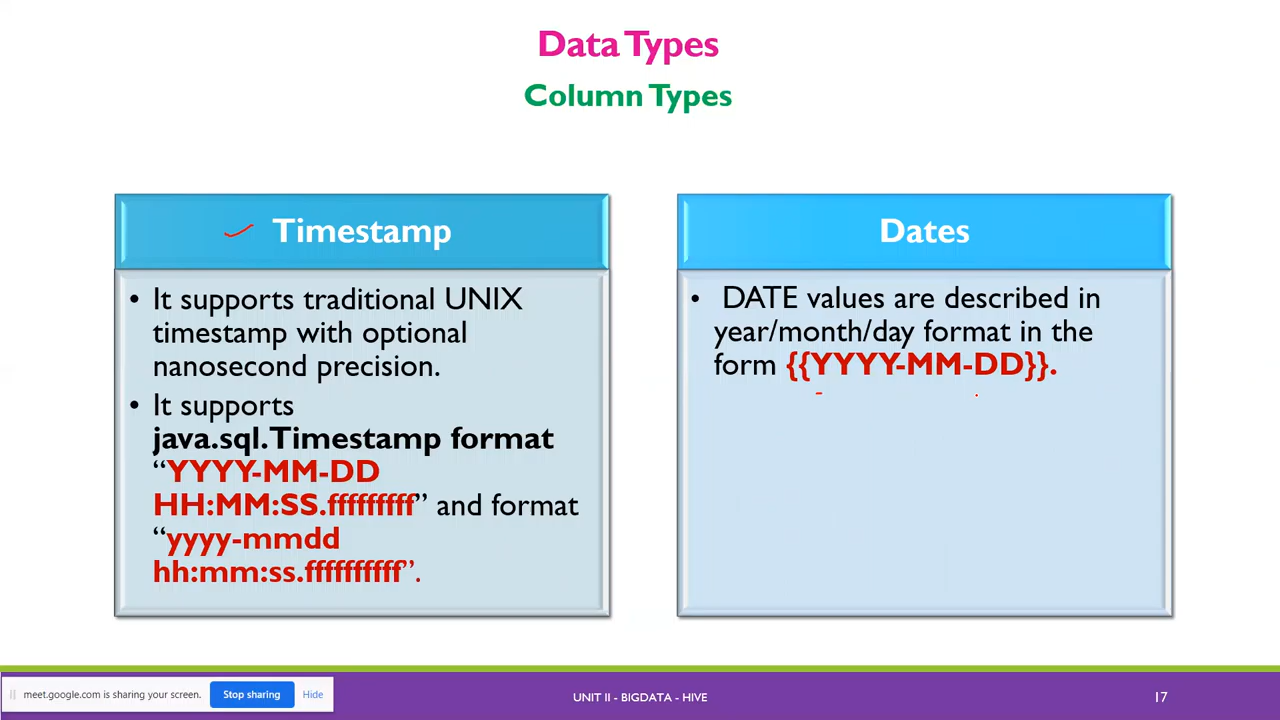 Data Types
Column Types
Timestamp
• It supports traditional UNIX
timestamp with optional
nanosecond precision.
• It supports
java.sql.Timestamp format
“YYYY-MM-DD
HH:MM:SS.fffffffff” and format
“yyyy-mmdd
hh:mm:ss.ffffffffff”.
Dates
• DATE values are described in
year/month/day format in the
form {{YYYY-MM-DD}}.
meet.google.com is sharing your screen. Stop sharing Hide
UNIT II - BIGDATA - HIVE
17